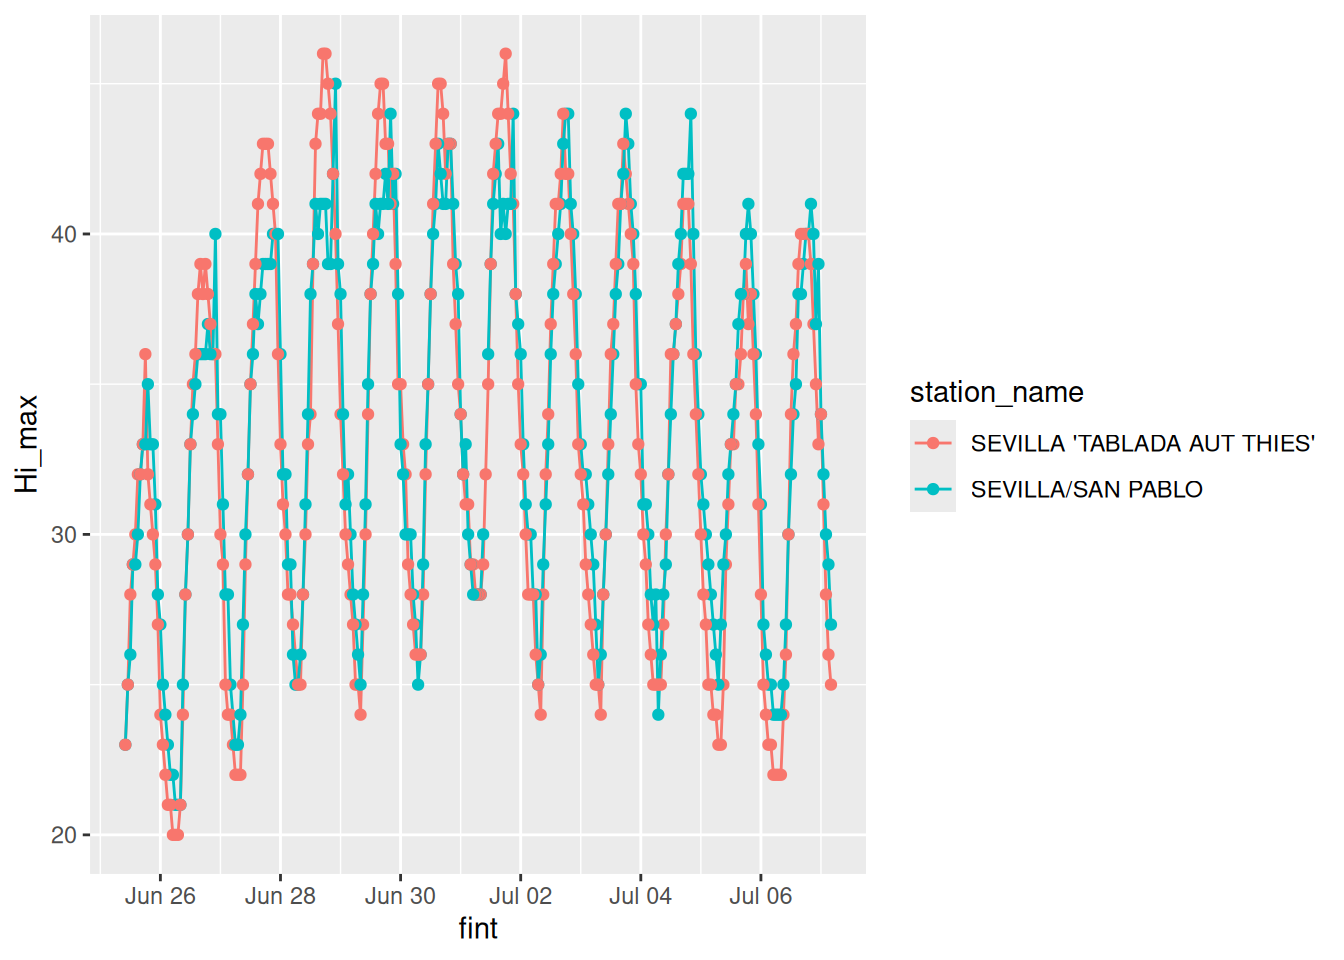 Hi_max
40
30
20
Jun 26
Jun 28
Jun 30
Jul 02
Jul 04
Jul 06
fint
station_name
SEVILLA 'TABLADA AUT THIES'
SEVILLA/SAN PABLO